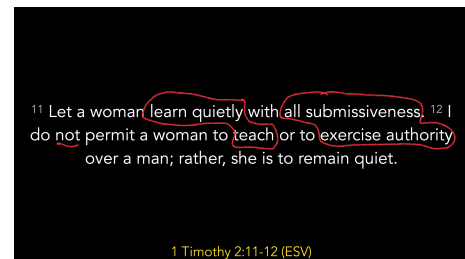 11 Let a woman learn quietly with all submissiveness. 12 I
do not permit a woman to teach or to exercise authority
over a man; rather, she is to remain quiet.
1 Timothy 2:11-12 (ESV)